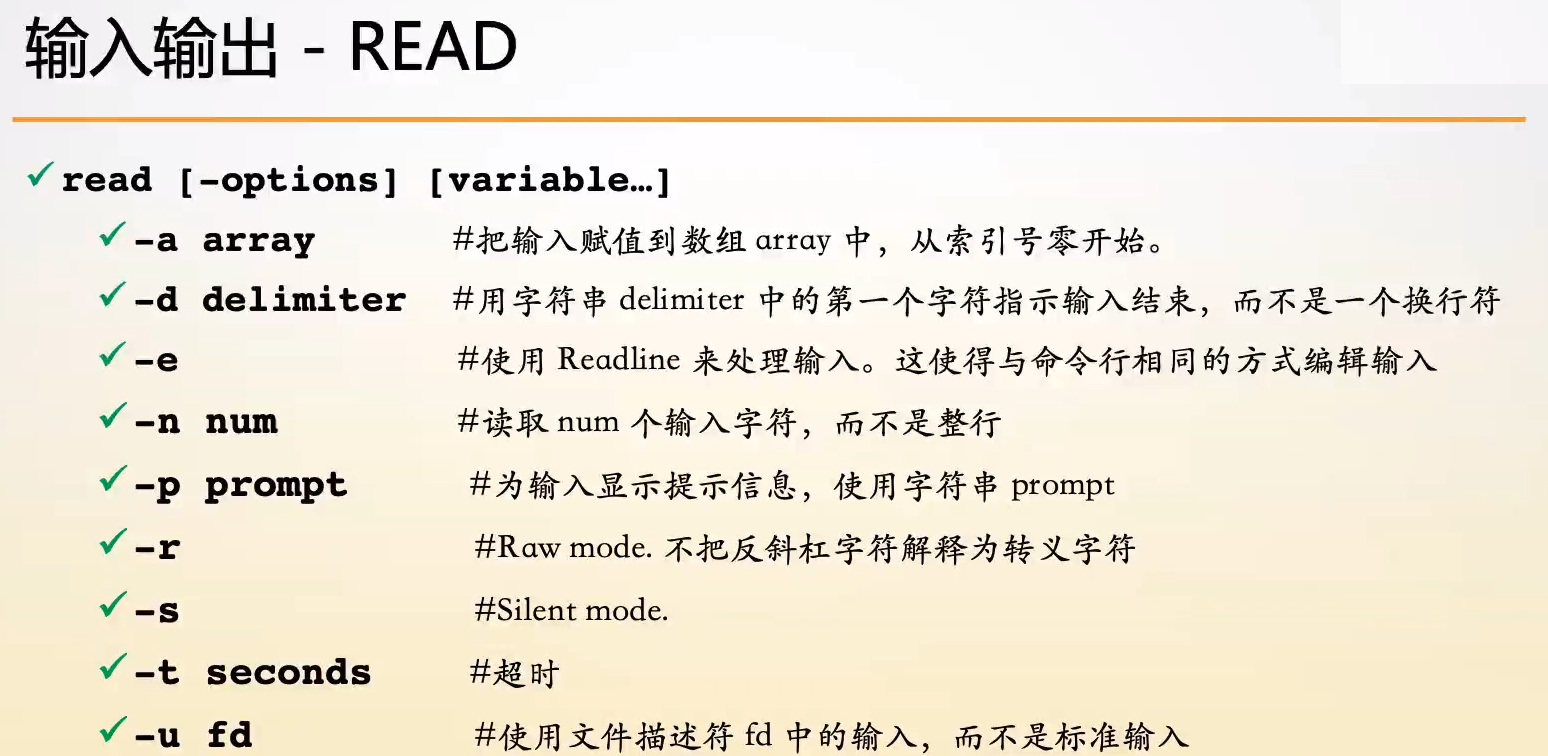 输入输出 - READ
read [-options] [variable…]
-a array #把输入赋值到数组 array 中，从索引号零开始。
-d delimiter #用字符串 delimiter 中的第一个字符指示输入结束，而不是一个换行符
-e #使用 Readline 来处理输入。这使得与命令行相同的方式编辑输入
-n num #读取 num 个输入字符，而不是整行
-p prompt #为输入显示提示信息，使用字符串 prompt
-r #Raw mode. 不把反斜杠字符解释为转义字符
-s #Silent mode.
-t seconds #超时
-u fd #使用文件描述符 fd 中的输入，而不是标准输入